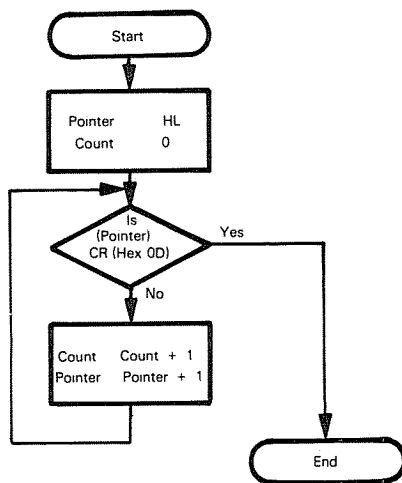 Start
Pointer HL
Count 0
Is
(Pointer)
CR (Hex 0D)
Yes
No
Count Count + 1
Pointer Pointer + 1
End